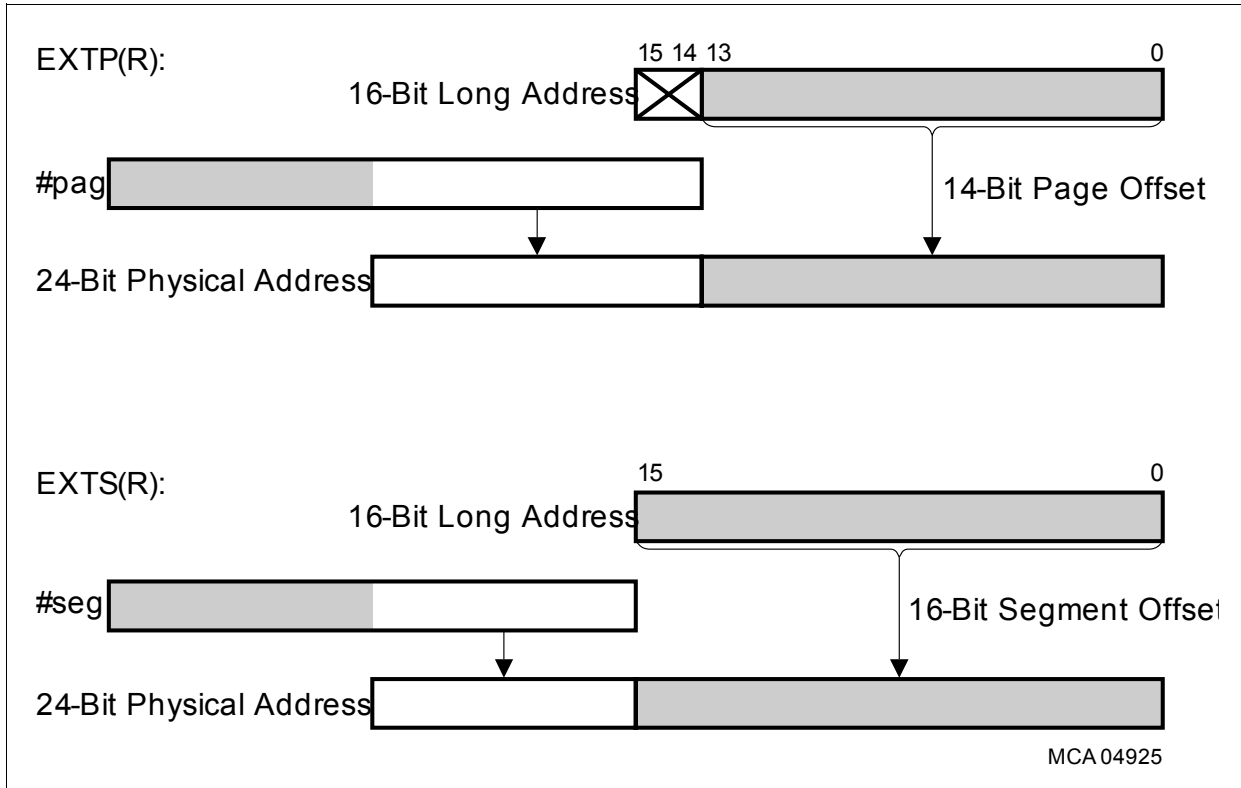 EXTP(R):
15 14 13 0
16-Bit Long Address
#pag
14-Bit Page Offset
24-Bit Physical Address
EXTS(R):
15 0
16-Bit Long Address
#seg
16-Bit Segment Offset
24-Bit Physical Address
MCA 04925